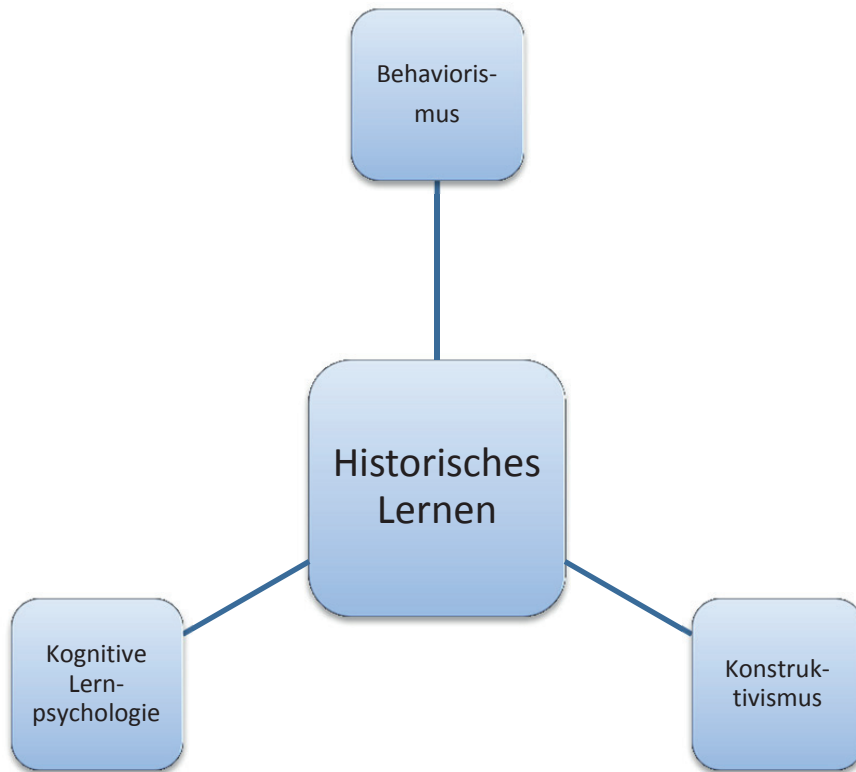 Behavioris-
mus
Historisches
Lernen
Kognitive
Lern-
psychologie
Konstruk-
tivismus